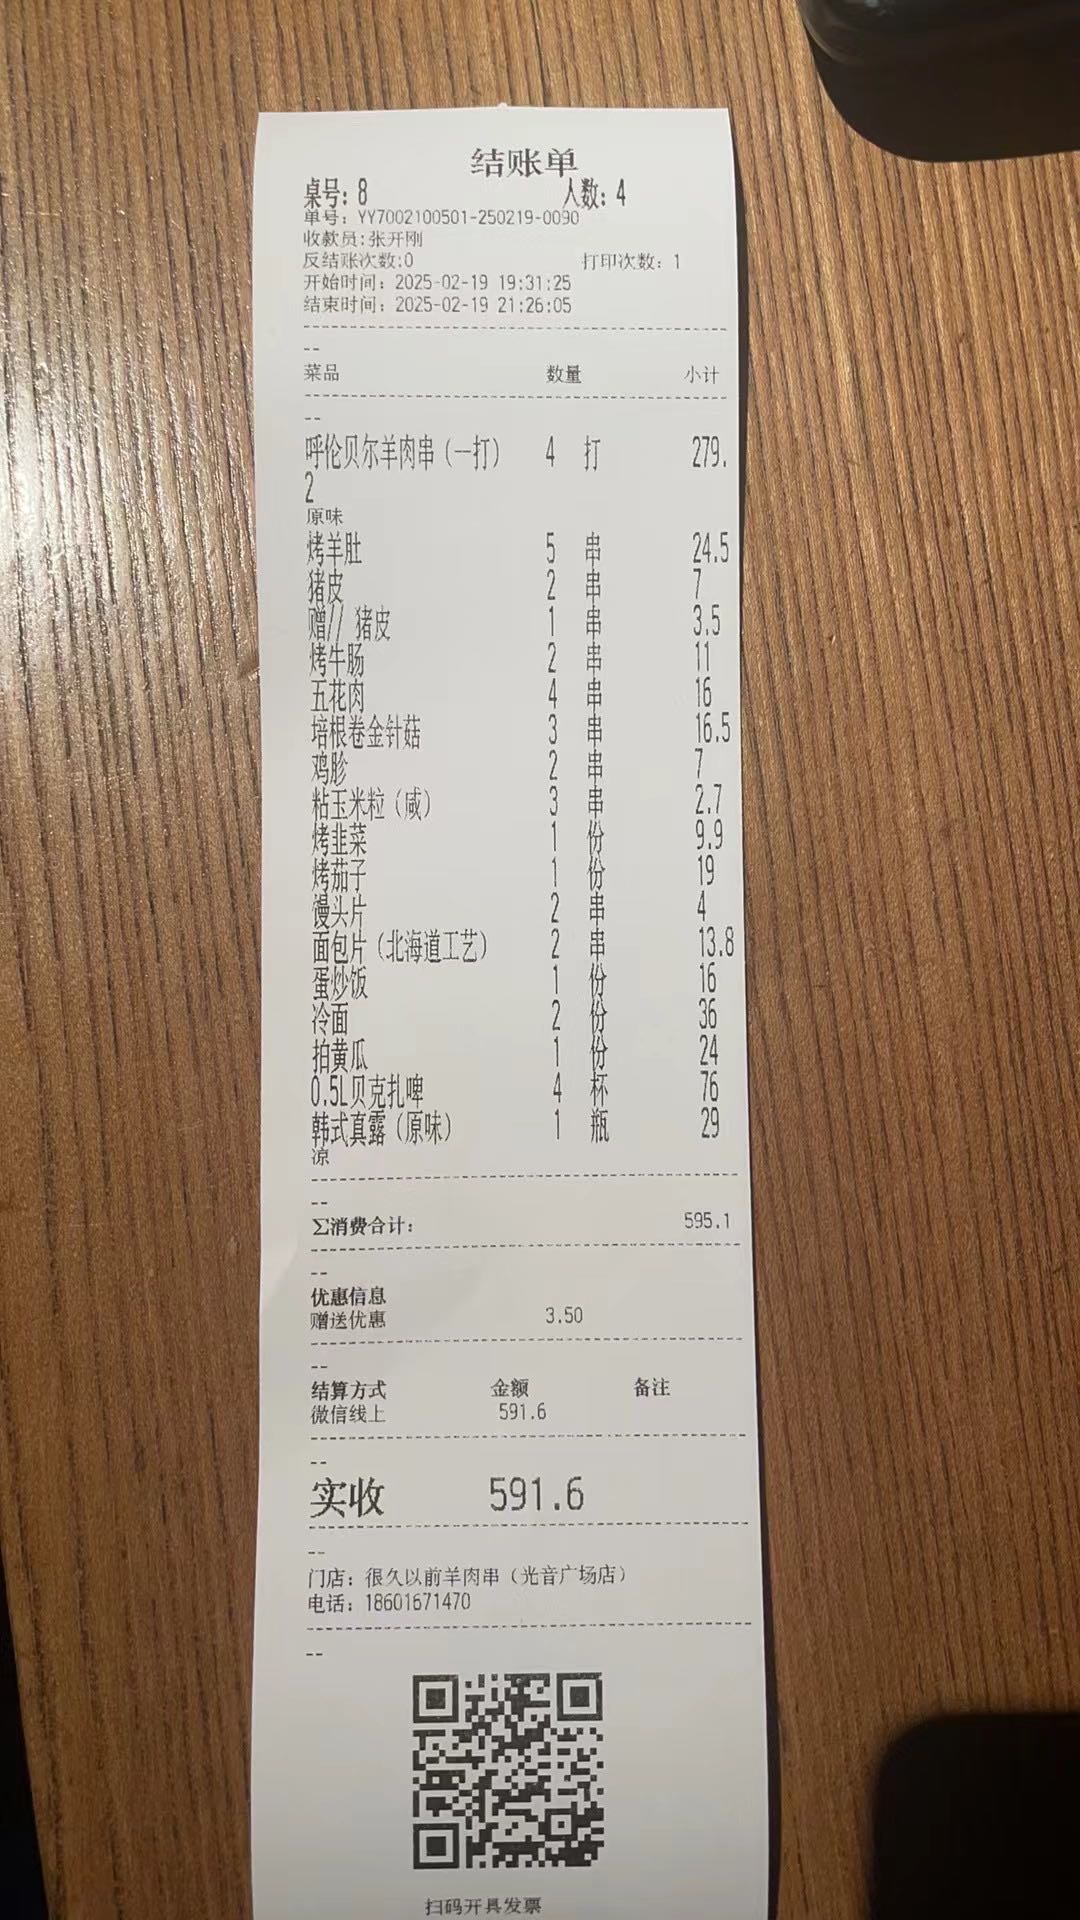 结账单
桌号: 8 人数: 4
单号: YY7002100501-250219-0090
收款员:张开刚
反结账次数:0 打印次数: 1
开始时间: 2025-02-19 19:31:25
结束时间: 2025-02-19 21:26:05
--
菜品 数量 小计
--
呼伦贝尔羊肉串（一打） 4 打 279.
2
原味
烤羊肚 5 串 24.5
猪皮 2 串 7
赠// 猪皮 1 串 3.5
烤牛肠 2 串 11
五花肉 4 串 16
培根卷金针菇 3 串 16.5
鸡胗 2 串 7
粘玉米粒（咸） 3 串 2.7
烤韭菜 1 份 9.9
烤茄子 1 份 19
馒头片 2 串 4
面包片（北海道工艺） 2 串 13.8
蛋炒饭 1 份 16
冷面 2 份 36
拍黄瓜 1 份 24
0.5L贝克扎啤 4 杯 76
韩式真露（原味） 1 瓶 29
凉
--
∑消费合计: 595.1
--
优惠信息
赠送优惠 3.50
--
结算方式 金额 备注
微信线上 591.6
--
实收 591.6
--
门店: 很久以前羊肉串（光音广场店）
电话: 18601671470
--
扫码开具发票